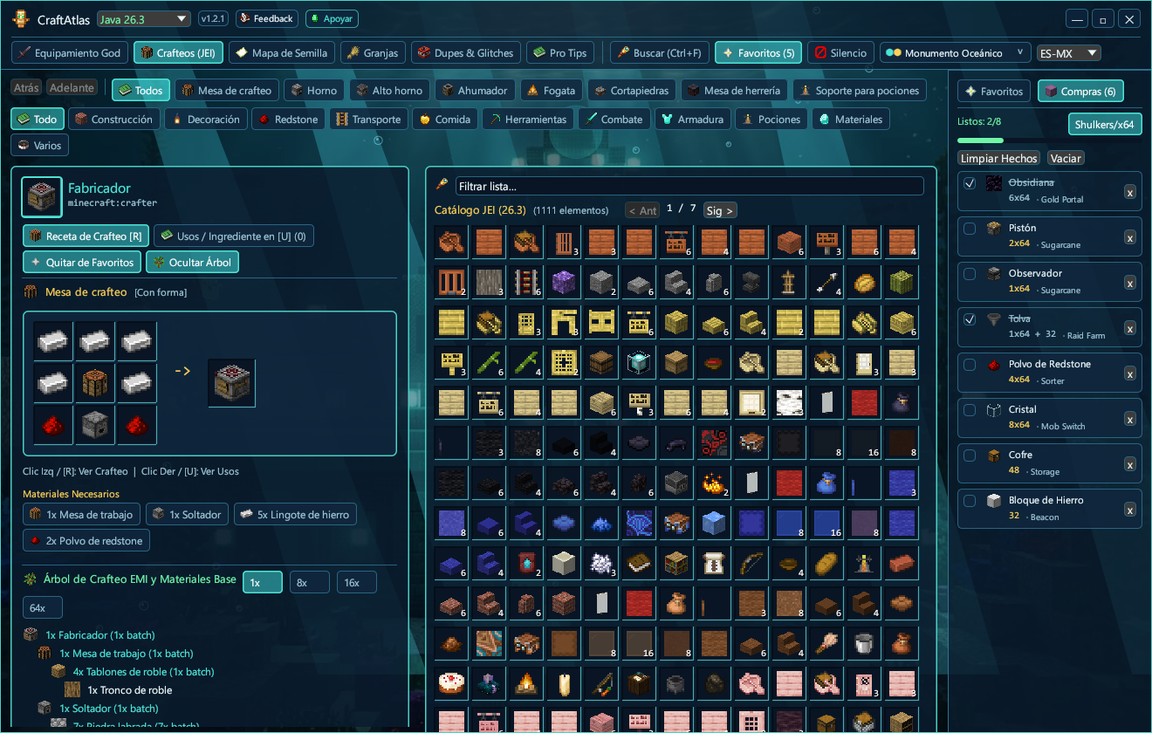 CraftAtlas Java 26.3 v1.2.1 Feedback Apoyar
Equipamiento God Crafteos (JEI) Mapa de Semilla Granjas Dupes & Glitches Pro Tips Buscar (Ctrl+F) Favoritos (5) Silencio Monumento Oceánico ES-MX
Atrás Adelante Todos Mesa de crafteo Horno Alto horno Ahumador Fogata Cortapiedras Mesa de herrería Soporte para pociones
Todo Construcción Decoración Redstone Transporte Comida Herramientas Combate Armadura Pociones Materiales
Varios
Fabricador
minecraft:crafter
Receta de Crafteo [R] Usos / Ingrediente en [U] (0)
Quitar de Favoritos Ocultar Árbol
Mesa de crafteo [Con forma]
->
Clic Izq / [R]: Ver Crafteo | Clic Der / [U]: Ver Usos
Materiales Necesarios
1x Mesa de trabajo 1x Soltador 5x Lingote de hierro
2x Polvo de redstone
Árbol de Crafteo EMI y Materiales Base 1x 8x 16x
64x
1x Fabricador (1x batch)
1x Mesa de trabajo (1x batch)
4x Tablones de roble (1x batch)
1x Tronco de roble
1x Soltador (1x batch)
7x Piedra labrada (7x batch)
Filtrar lista...
Catálogo JEI (26.3) (1111 elementos) < Ant 1 / 7 Sig >
Favoritos Compras (6)
Listos: 2/8 Shulkers/x64
Limpiar Hechos Vaciar
Obsidiana
6x64 · Gold Portal x
Pistón
2x64 · Sugarcane x
Observador
1x64 · Sugarcane x
Tolva
1x64 + 32 · Raid Farm x
Polvo de Redstone
4x64 · Sorter x
Cristal
8x64 · Mob Switch x
Cofre
48 · Storage x
Bloque de Hierro
32 · Beacon x